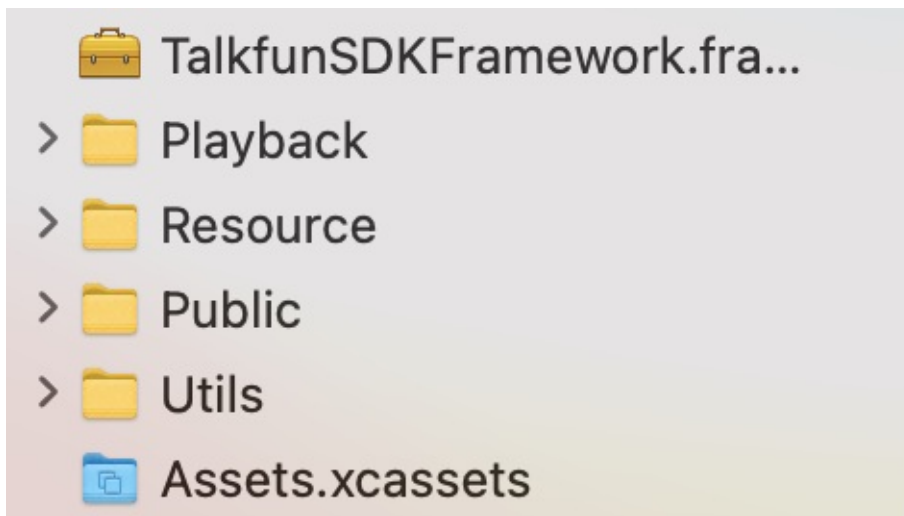 TalkfunSDKFramework.fra...
Playback
Resource
Public
Utils
Assets.xcassets